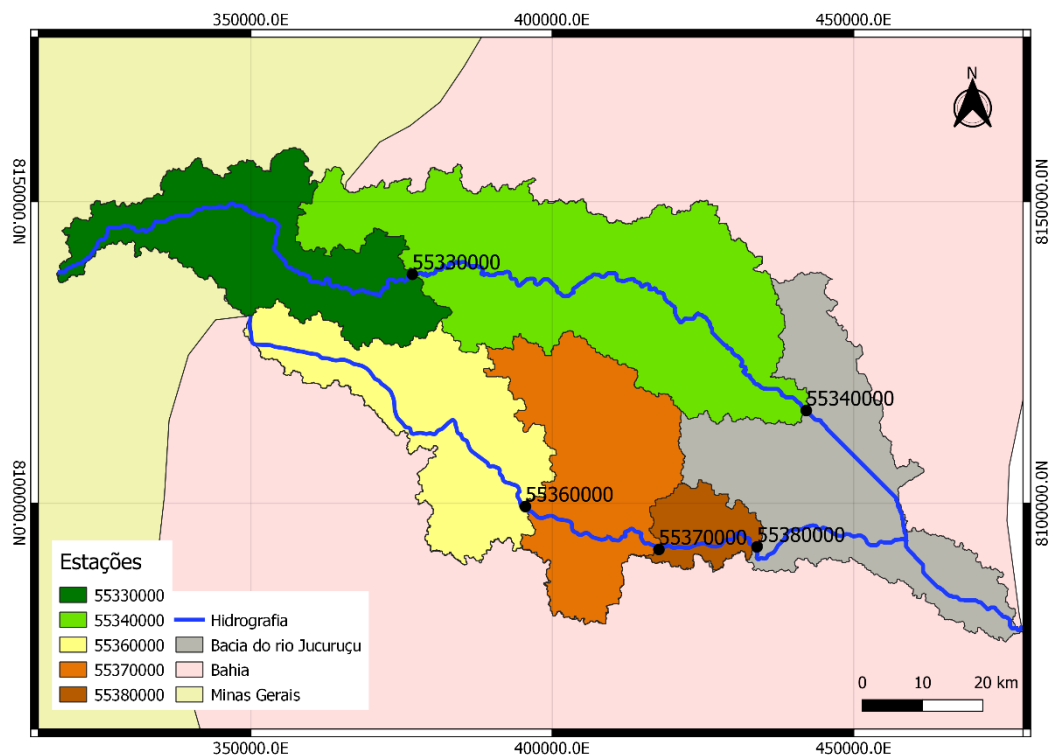 350000.0E 400000.0E 450000.0E
N
8150000.0N 8150000.0N
55330000
55340000
8100000.0N 8100000.0N
55360000
55370000 55380000
Estações
55330000
55340000 Hidrografia
55360000 Bacia do rio Jucuruçu
55370000 Bahia
55380000 Minas Gerais
0 10 20 km
350000.0E 400000.0E 450000.0E